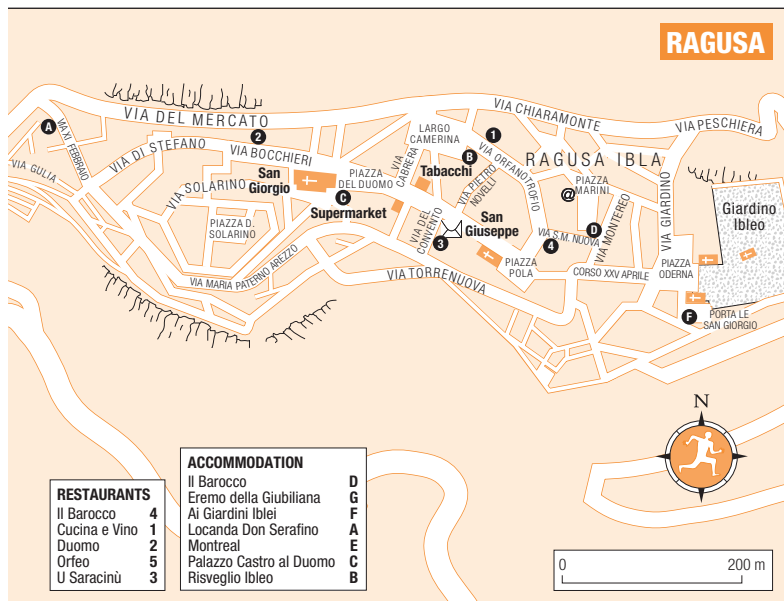 RAGUSA
VIA DEL MERCATO
VIA CHIARAMONTE
VIA PESCHIERA
A
VIA XI FEBBRAIO
2
1
LARGO
CAMERINA
VIA GULIA
VIA DI STEFANO
VIA BOCCHIERI
VIA CABRERA
B
Tabacchi
VIA ORFANOTROFIO
RAGUSA IBLA
San
Giorgio
PIAZZA
DEL DUOMO
VIA PIETRO
NOVELLI
@
PIAZZA
MARINI
VIA GIARDINO
Giardino
Ibleo
VIA SOLARINO
C
Supermarket
VIA DEL
CONVENTO
San
Giuseppe
D
VIA MONTEREO
PIAZZA D.
SOLARINO
3
VIA S.M. NUOVA
4
VIA MARIA PATERNO AREZZO
PIAZZA
POLA
CORSO XXV APRILE
PIAZZA
ODERNA
VIA TORRENUOVA
F
PORTA LE
SAN GIORGIO
N
RESTAURANTS
Il Barocco 4
Cucina e Vino 1
Duomo 2
Orfeo 5
U Saracinù 3
ACCOMMODATION
Il Barocco D
Eremo della Giubiliana G
Ai Giardini Iblei F
Locanda Don Serafino A
Montreal E
Palazzo Castro al Duomo C
Risveglio Ibleo B
0 200 m